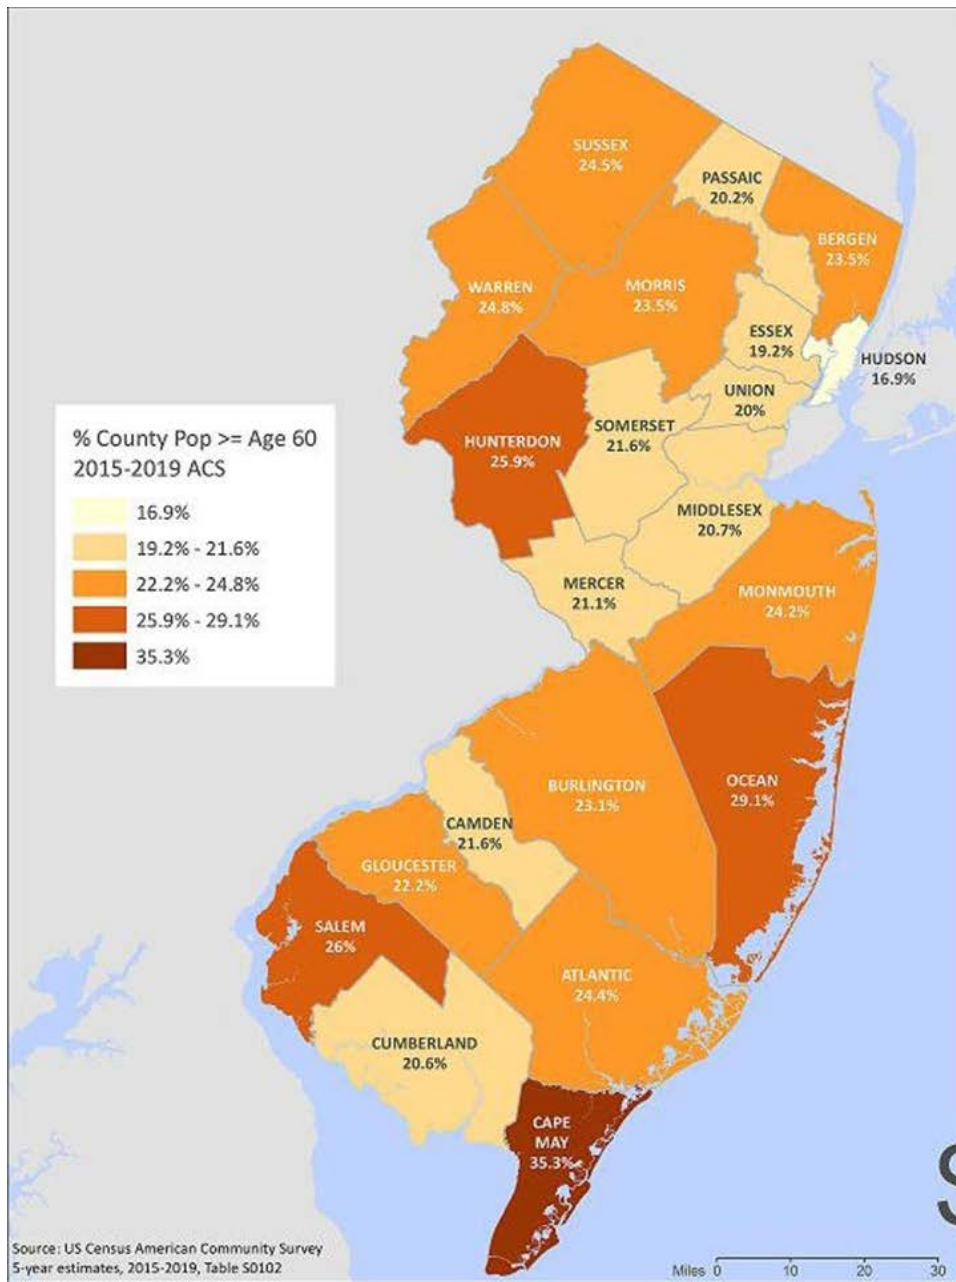 SUSSEX
24.5%
PASSAIC
20.2%
BERGEN
23.5%
WARREN
24.8%
MORRIS
23.5%
ESSEX
19.2%
HUDSON
16.9%
UNION
20%
HUNTERDON
25.9%
SOMERSET
21.6%
% County Pop >= Age 60
2015-2019 ACS
16.9%
19.2% - 21.6%
22.2% - 24.8%
25.9% - 29.1%
35.3%
MIDDLESEX
20.7%
MERCER
21.1%
MONMOUTH
24.2%
OCEAN
29.1%
BURLINGTON
23.1%
CAMDEN
21.6%
GLOUCESTER
22.2%
SALEM
26%
ATLANTIC
24.4%
CUMBERLAND
20.6%
CAPE
MAY
35.3%
S
Source: US Census American Community Survey
5-year estimates, 2015-2019, Table S0102
Miles 0 10 20 30